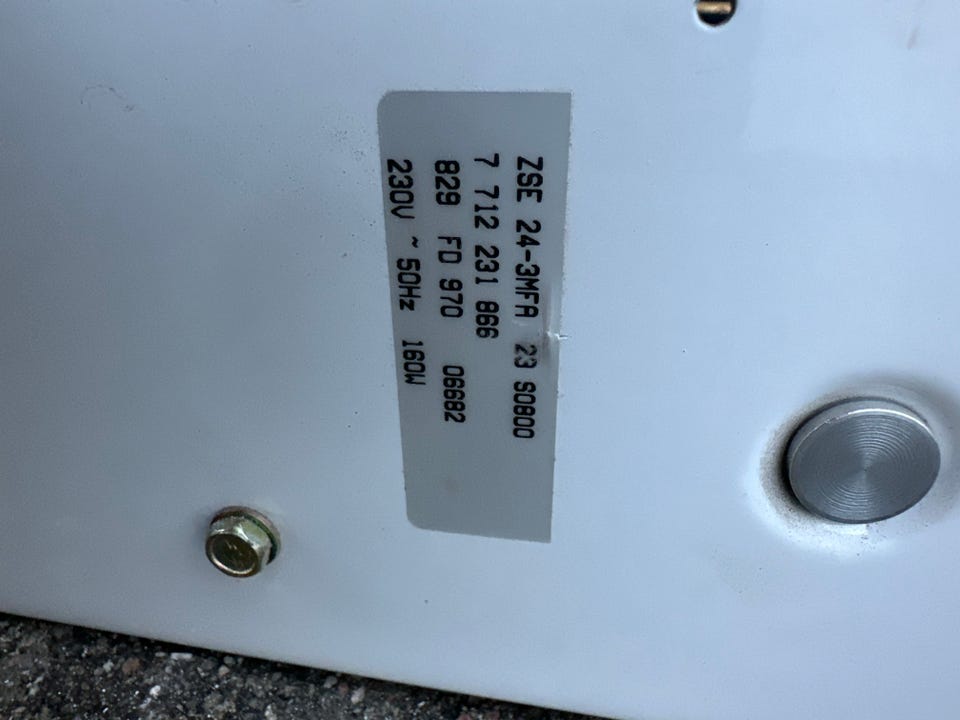 ZSE 24-3MFA 23 S0800
7 712 231 866
829 FD 970 06682
230V ~ 50Hz 160W